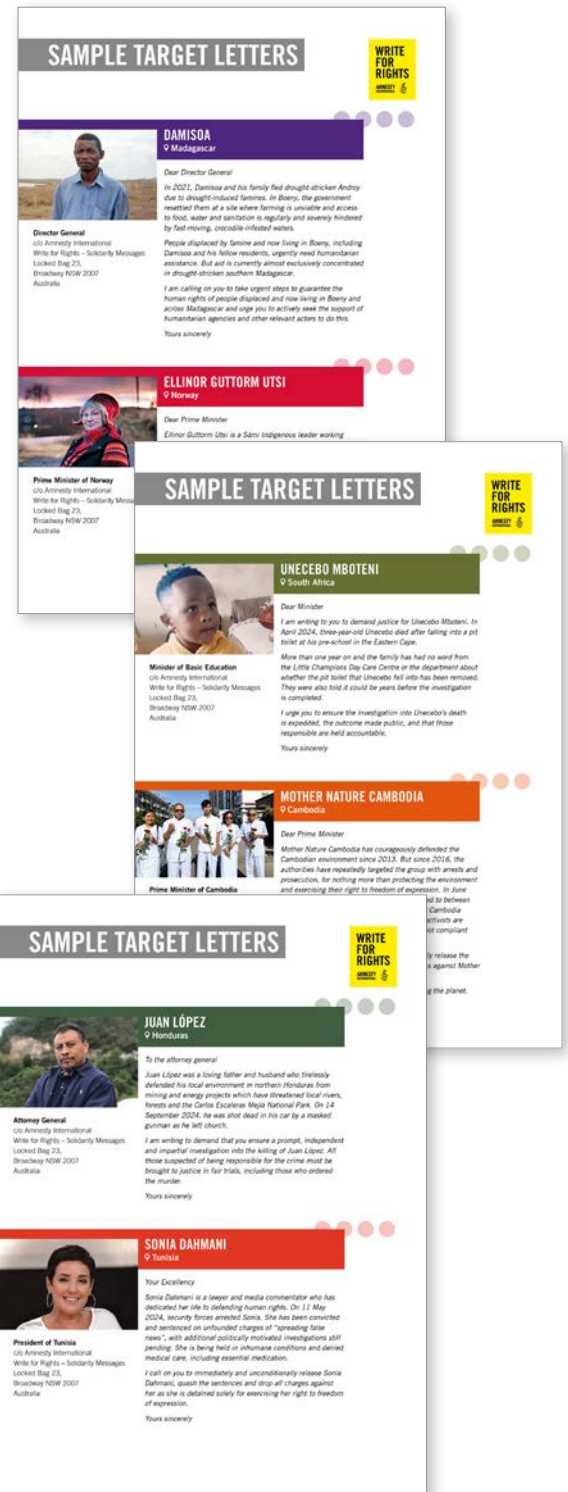 SAMPLE TARGET LETTERS
WRITE
FOR
RIGHTS
AMNESTY
INTERNATIONAL
DAMISOA
Madagascar
Dear Director General
In 2021, Damisoa and his family fled drought-stricken Androy
due to drought-induced famines. In Boeny, the government
resettled them at a site where farming is unviable and access
to food, water and sanitation is regularly and severely hindered
by fast-moving, crocodile-infested waters.
People displaced by famine and now living in Boeny, including
Damisoa and his fellow residents, urgently need humanitarian
assistance. But aid is currently almost exclusively concentrated
in drought-stricken southern Madagascar.
I am calling on you to take urgent steps to guarantee the
human rights of people displaced and now living in Boeny and
across Madagascar and urge you to actively seek the support of
humanitarian agencies and other relevant actors to do this.
Yours sincerely
Director General
c/o Amnesty International
Write for Rights – Solidarity Messages
Locked Bag 23,
Broadway NSW 2007
Australia
ELLINOR GUTTORM UTSI
Norway
Dear Prime Minister
Ellinor Guttorm Utsi is a Sámi Indigenous leader working
Prime Minister of Norway
c/o Amnesty International
Write for Rights – Solidarity Messa
Locked Bag 23,
Broadway NSW 2007
Australia
SAMPLE TARGET LETTERS
WRITE
FOR
RIGHTS
AMNESTY
INTERNATIONAL
UNECEBO MBOTENI
South Africa
Dear Minister
I am writing to you to demand justice for Unecebo Mboteni. In
April 2024, three-year-old Unecebo died after falling into a pit
toilet at his pre-school in the Eastern Cape.
More than one year on and the family has had no word from
the Little Champions Day Care Centre or the department about
whether the pit toilet that Unecebo fell into has been removed.
They were also told it could be years before the investigation
is completed.
I urge you to ensure the investigation into Unecebo's death
is expedited, the outcome made public, and that those
responsible are held accountable.
Yours sincerely
Minister of Basic Education
c/o Amnesty International
Write for Rights – Solidarity Messages
Locked Bag 23,
Broadway NSW 2007
Australia
MOTHER NATURE CAMBODIA
Cambodia
Dear Prime Minister
Mother Nature Cambodia has courageously defended the
Cambodian environment since 2013. But since 2016, the
authorities have repeatedly targeted the group with arrests and
prosecution, for nothing more than protecting the environment
and exercising their right to freedom of expression. In June
ed to between
Cambodia
activists are
ot compliant
ly release the
s against Mother
g the planet.
Prime Minister of Cambodia
SAMPLE TARGET LETTERS
WRITE
FOR
RIGHTS
AMNESTY
INTERNATIONAL
JUAN LÓPEZ
Honduras
To the attorney general
Juan López was a loving father and husband who tirelessly
defended his local environment in northern Honduras from
mining and energy projects which have threatened local rivers,
forests and the Carlos Escaleras Mejía National Park. On 14
September 2024, he was shot dead in his car by a masked
gunman as he left church.
I am writing to demand that you ensure a prompt, independent
and impartial investigation into the killing of Juan López. All
those suspected of being responsible for the crime must be
brought to justice in fair trials, including those who ordered
the murder.
Yours sincerely
Attorney General
c/o Amnesty International
Write for Rights – Solidarity Messages
Locked Bag 23,
Broadway NSW 2007
Australia
SONIA DAHMANI
Tunisia
Your Excellency
Sonia Dahmani is a lawyer and media commentator who has
dedicated her life to defending human rights. On 11 May
2024, security forces arrested Sonia. She has been convicted
and sentenced on unfounded charges of "spreading false
news", with additional politically motivated investigations still
pending. She is being held in inhumane conditions and denied
medical care, including essential medication.
I call on you to immediately and unconditionally release Sonia
Dahmani, quash the sentences and drop all charges against
her as she is detained solely for exercising her right to freedom
of expression.
Yours sincerely
President of Tunisia
c/o Amnesty International
Write for Rights – Solidarity Messages
Locked Bag 23,
Broadway NSW 2007
Australia